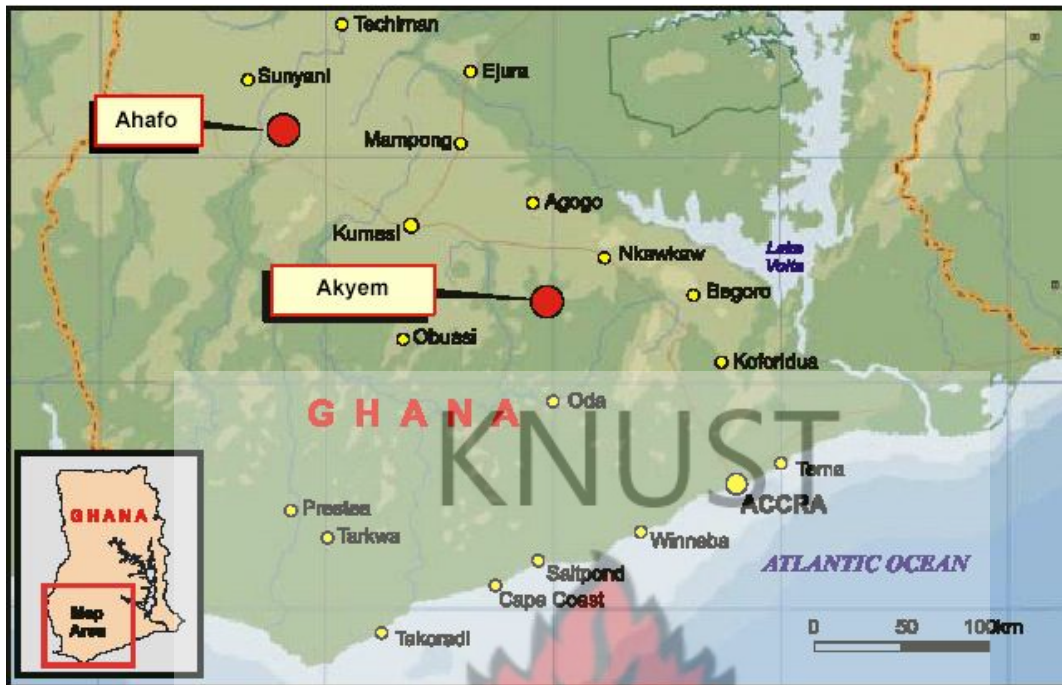 Techiman
Sunyani
Ejura
Ahafo
Mampong
Agogo
Kumasi
Nkawkaw
Lake
Volta
Akyem
Begoro
Obuasi
Koforidua
GHANA
Oda
KNUST
Tema
ACCRA
GHANA
Prestea
Tarkwa
Winneba
Saltpond
ATLANTIC OCEAN
Cape Coast
Map
Area
Takoradi
0 50 100km